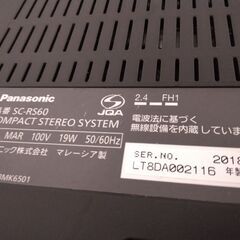 Panasonic
品番 SC-RS60
COMPACT STEREO SYSTEM
MAR 100V 19W 50/60Hz
ニック株式会社 マレーシア製
RMK6501
JQA
2.4 FH1
電波法に基づく
無線設備を内蔵してい
SER.NO. 2018
LT8DA002116 年製